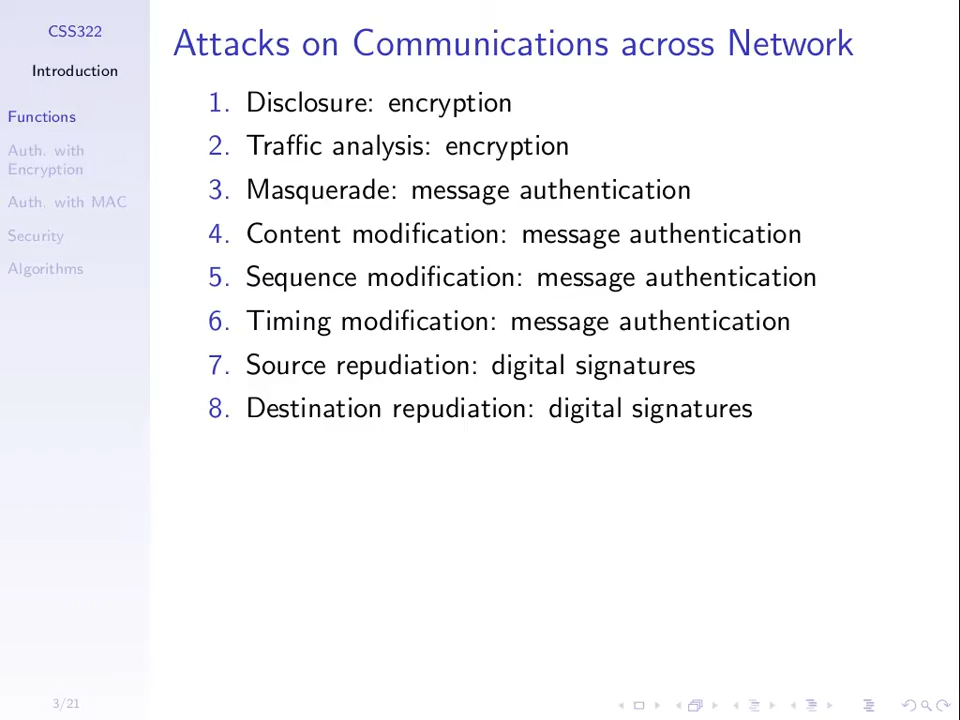 CSS322
Introduction
Functions
Auth. with
Encryption
Auth. with MAC
Security
Algorithms
Attacks on Communications across Network
1. Disclosure: encryption
2. Traffic analysis: encryption
3. Masquerade: message authentication
4. Content modification: message authentication
5. Sequence modification: message authentication
6. Timing modification: message authentication
7. Source repudiation: digital signatures
8. Destination repudiation: digital signatures
3/21